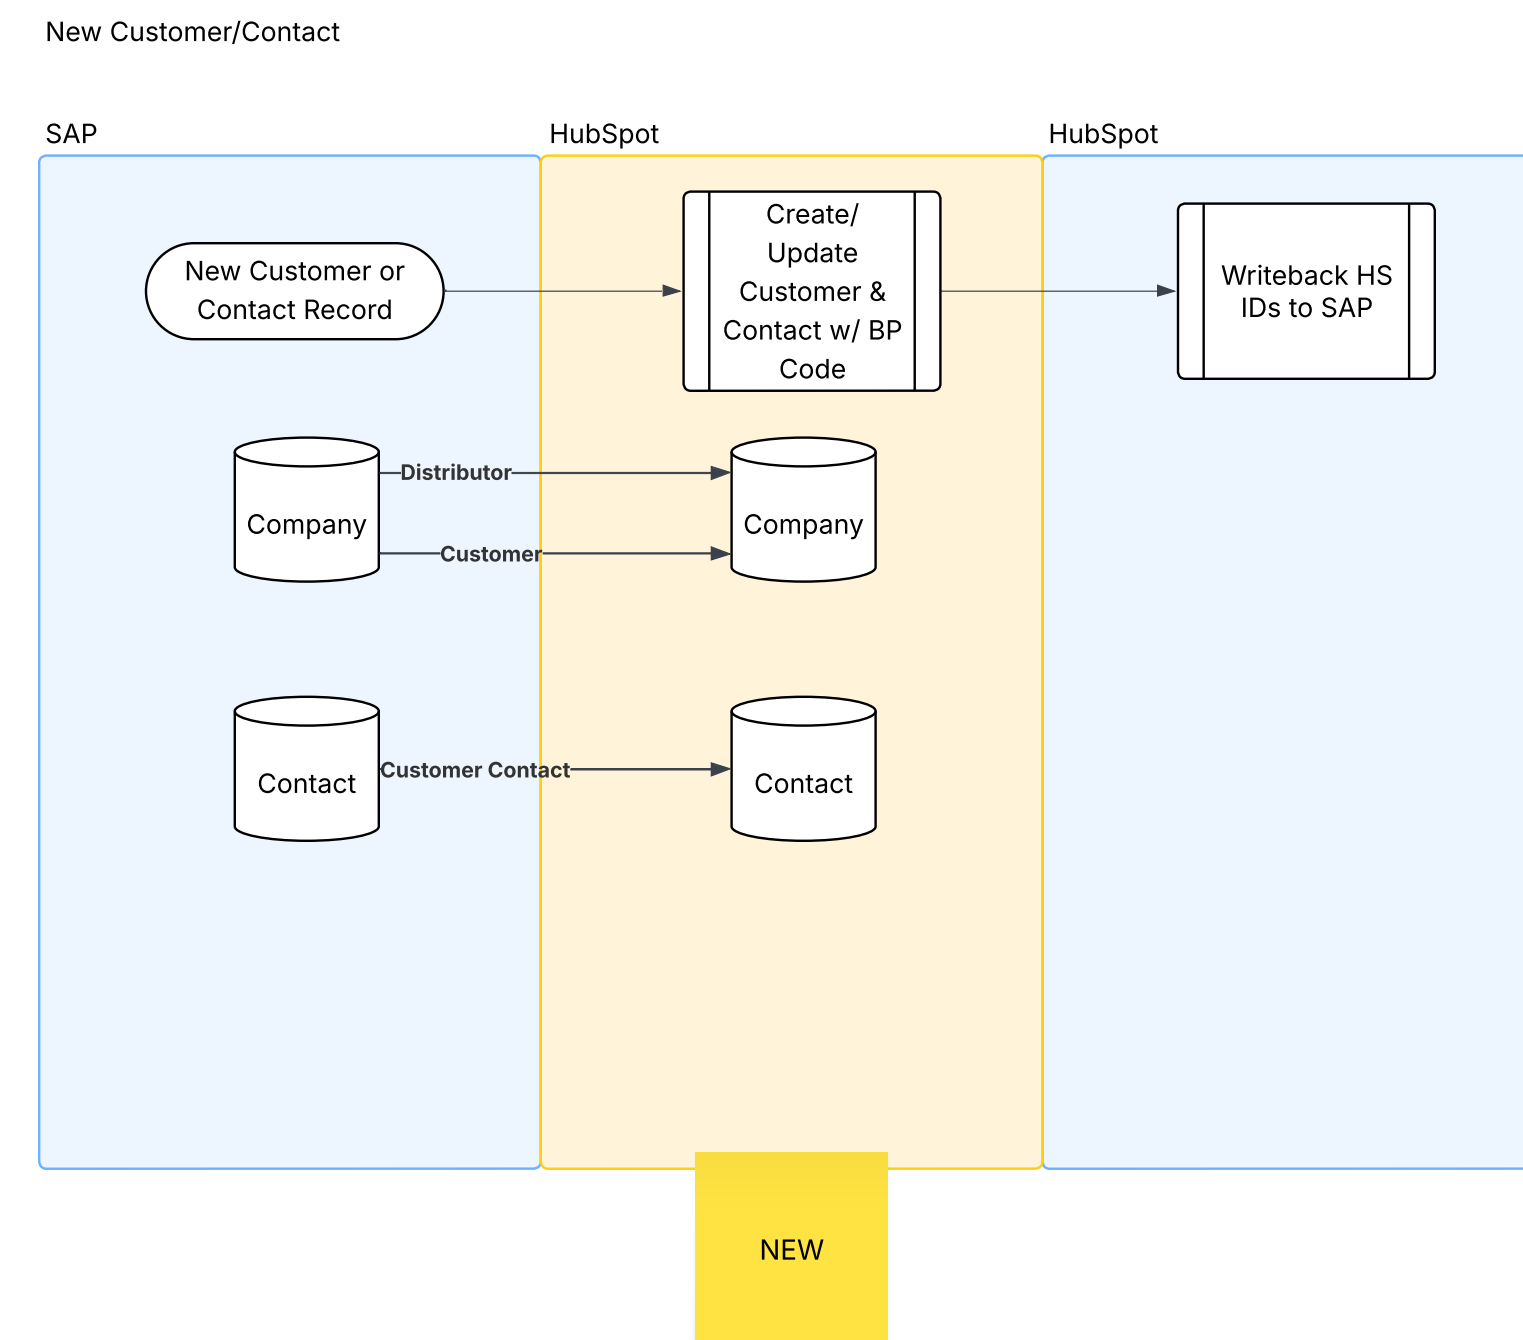 New Customer/Contact
SAP
HubSpot
HubSpot
New Customer or
Contact Record
Create/
Update
Customer &
Contact w/ BP
Code
Writeback HS
IDs to SAP
Company
Distributor
Customer
Company
Contact
Customer Contact
Contact
NEW